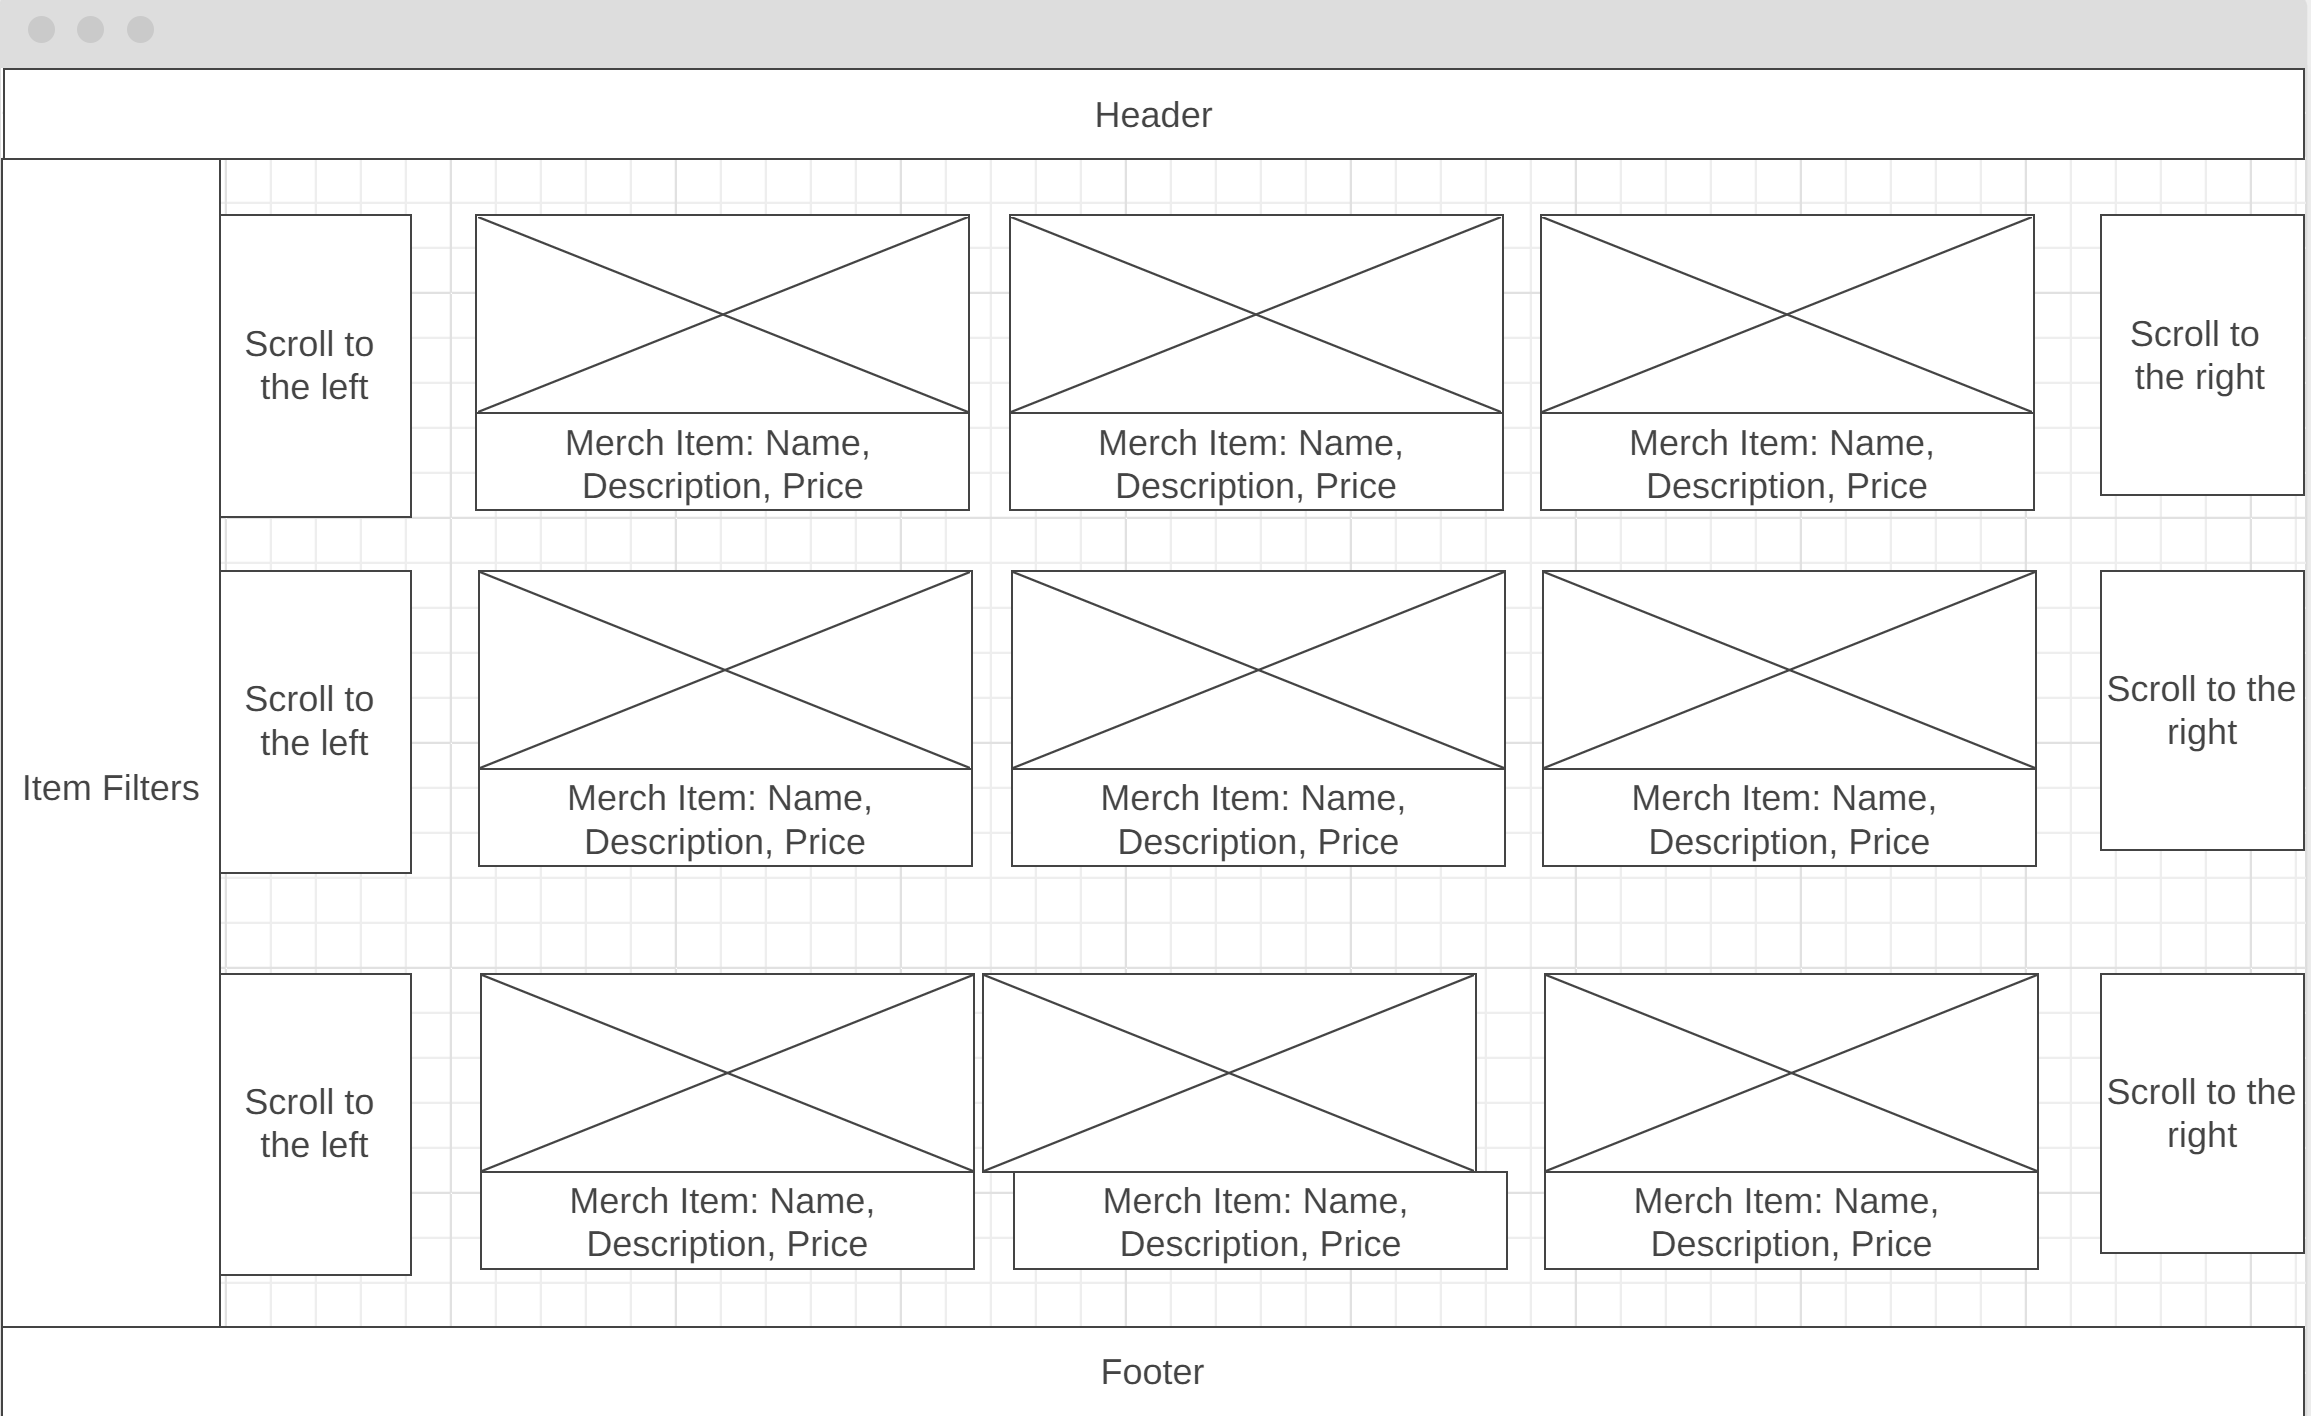 Header
Scroll to
the left
Merch Item: Name,
Description, Price
Merch Item: Name,
Description, Price
Merch Item: Name,
Description, Price
Scroll to
the right
Item Filters
Scroll to
the left
Merch Item: Name,
Description, Price
Merch Item: Name,
Description, Price
Merch Item: Name,
Description, Price
Scroll to the
right
Scroll to
the left
Merch Item: Name,
Description, Price
Merch Item: Name,
Description, Price
Merch Item: Name,
Description, Price
Scroll to the
right
Footer